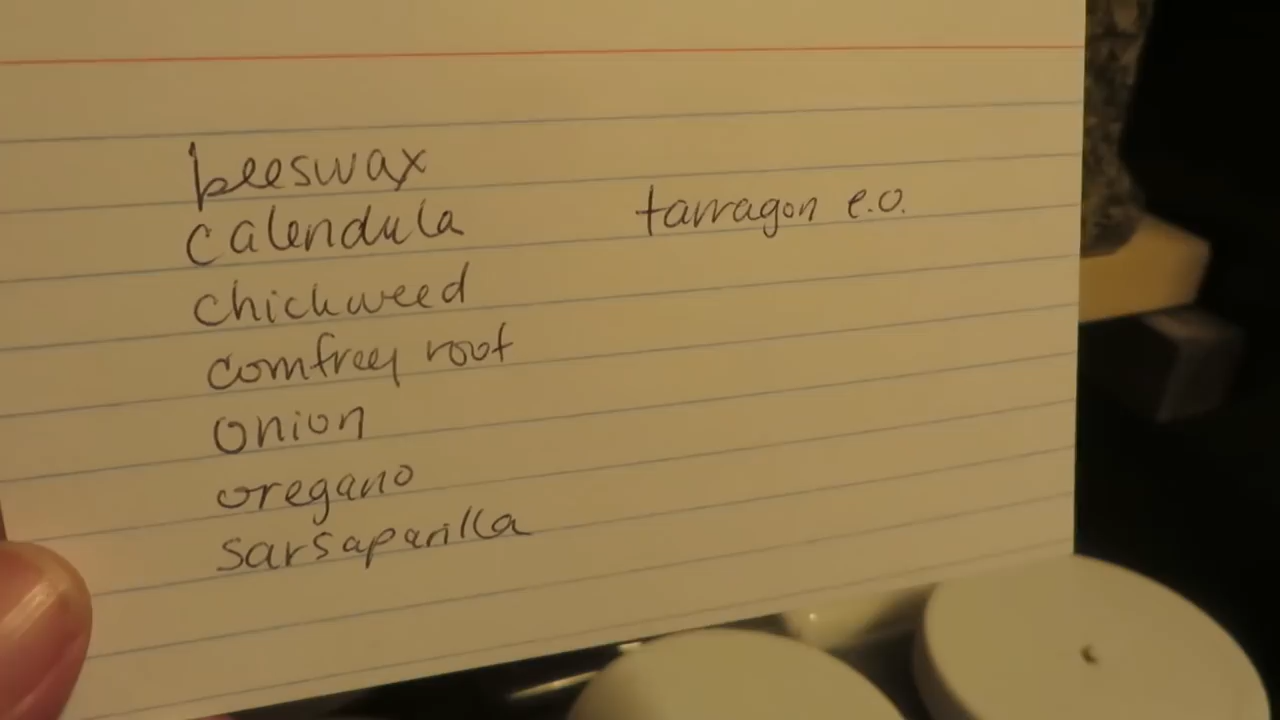 beeswax
calendula
tarragon e.o.
chickweed
comfrey root
onion
oregano
sarsaparilla